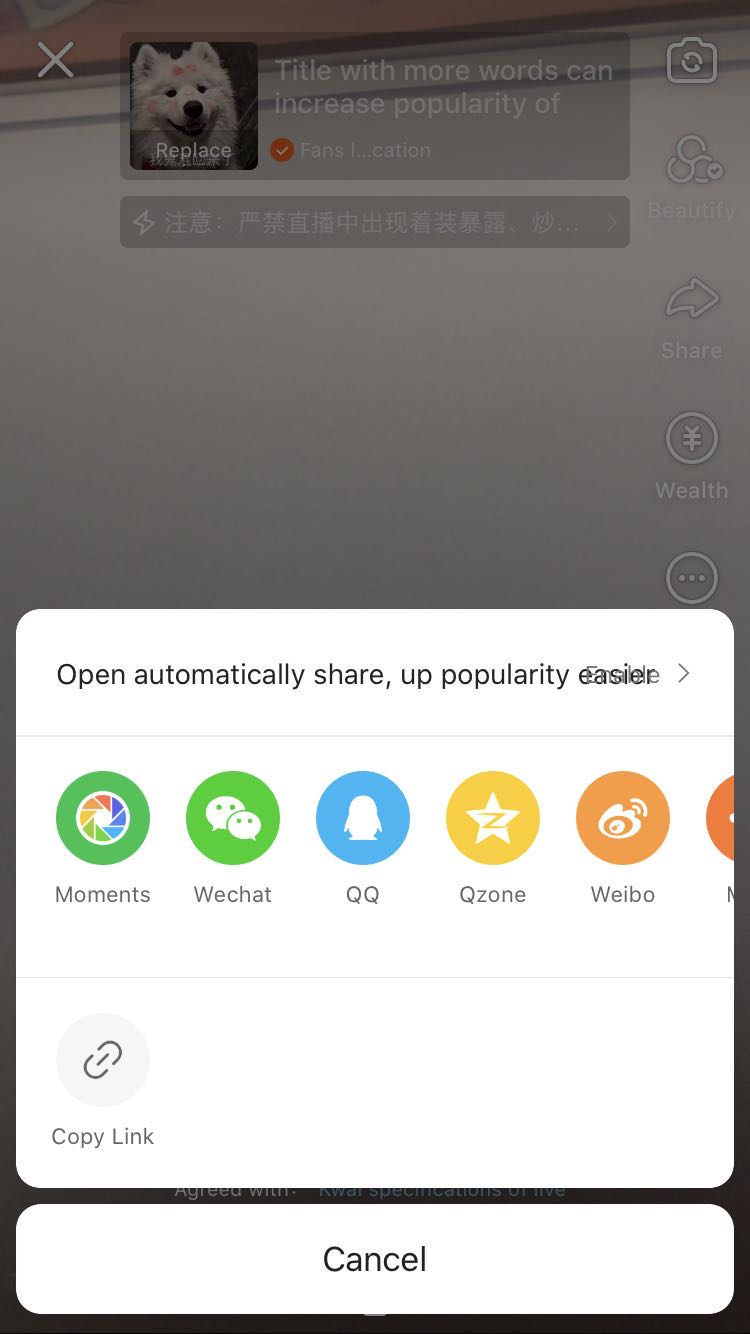 Title with more words can
increase popularity of
Replace
Fans l...cation
注意：严禁直播中出现着装暴露、炒...
Beautify
Share
Wealth
Open automatically share, up popularity easier
Enable
Moments
Wechat
QQ
Qzone
Weibo
M
Copy Link
Agreed with: Kwai specifications of live
Cancel